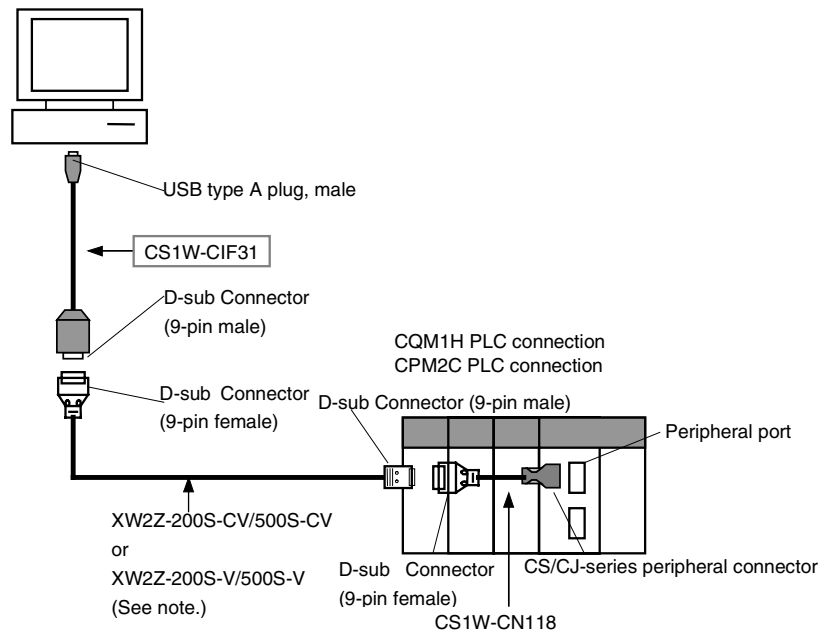 USB type A plug, male
CS1W-CIF31
D-sub Connector
(9-pin male)
CQM1H PLC connection
CPM2C PLC connection
D-sub Connector
(9-pin female)
D-sub Connector (9-pin male)
Peripheral port
XW2Z-200S-CV/500S-CV
or
XW2Z-200S-V/500S-V
(See note.)
D-sub Connector
(9-pin female)
CS/CJ-series peripheral connector
CS1W-CN118